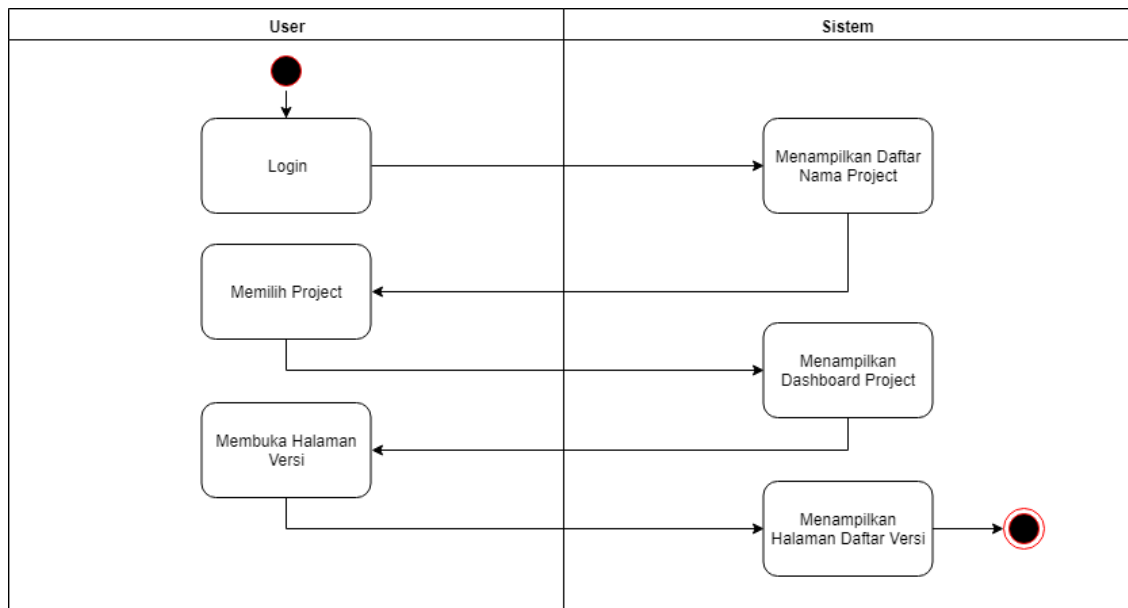 User
Sistem
Login
Menampilkan Daftar
Nama Project
Memilih Project
Menampilkan
Dashboard Project
Membuka Halaman
Versi
Menampilkan
Halaman Daftar Versi